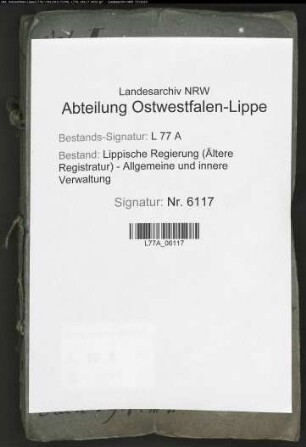 Landesarchiv NRW
Abteilung Ostwestfalen-Lippe
Bestands-Signatur: L 77 A
Bestand: Lippische Regierung (Ältere
Registratur) - Allgemeine und innere
Verwaltung
Signatur: Nr. 6117
L77A_06117